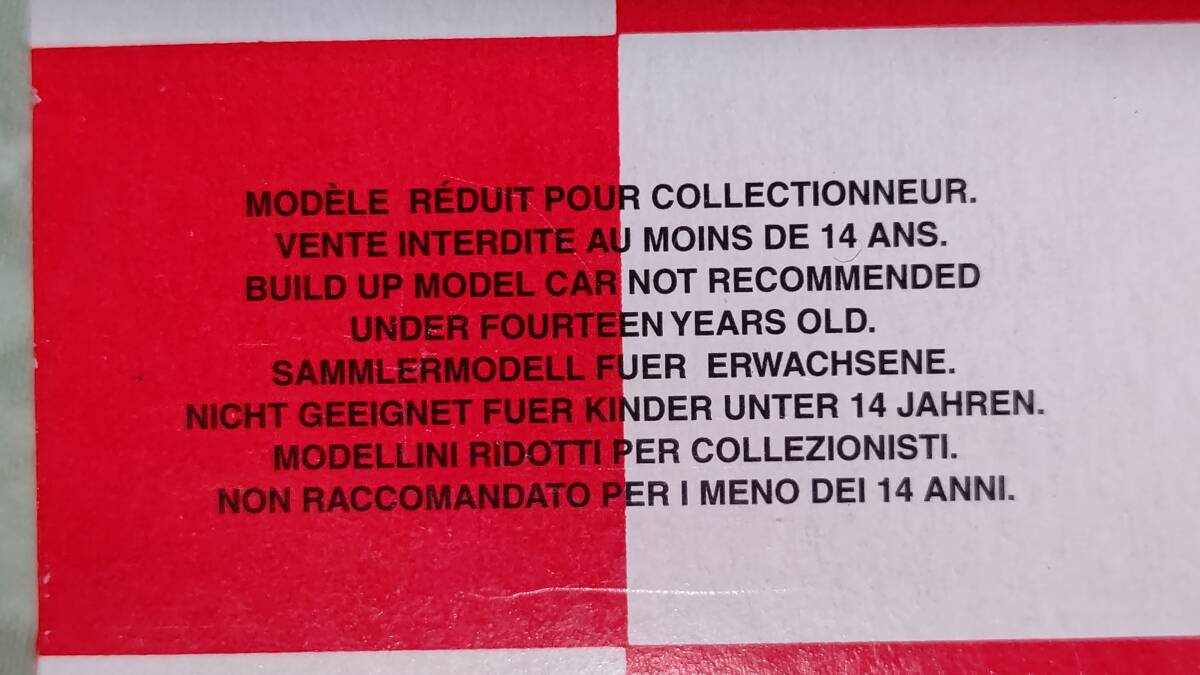 MODÈLE RÉDUIT POUR COLLECTIONNEUR.
VENTE INTERDITE AU MOINS DE 14 ANS.
BUILD UP MODEL CAR NOT RECOMMENDED
UNDER FOURTEEN YEARS OLD.
SAMMLERMODELL FUER ERWACHSENE.
NICHT GEEIGNET FUER KINDER UNTER 14 JAHREN.
MODELLINI RIDOTTI PER COLLEZIONISTI.
NON RACCOMANDATO PER I MENO DEI 14 ANNI.